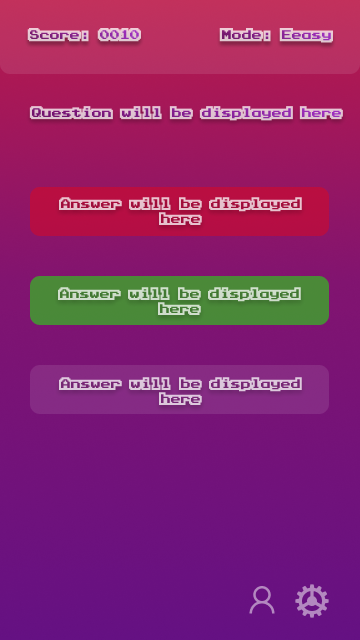 Score: 0010 Mode: Eeasy
Question will be displayed here
Answer will be displayed
here
Answer will be displayed
here
Answer will be displayed
here